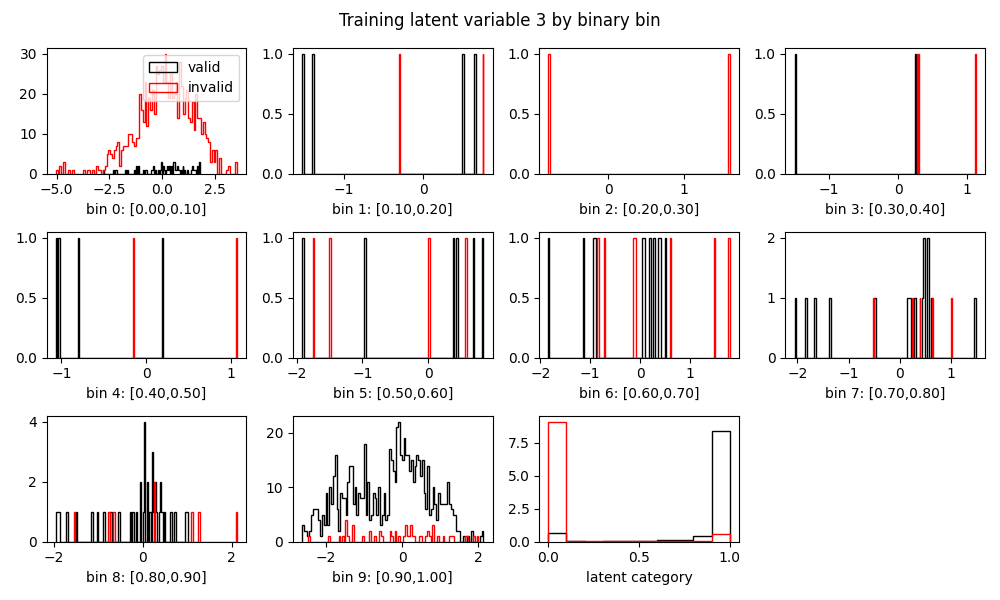 Training latent variable 3 by binary bin
valid
invalid
30
20
10
0
−5.0 −2.5 0.0 2.5
bin 0: [0.00,0.10]
1.0
0.5
0.0
−1 0
bin 1: [0.10,0.20]
1.0
0.5
0.0
0 1
bin 2: [0.20,0.30]
1.0
0.5
0.0
−1 0 1
bin 3: [0.30,0.40]
1.0
0.5
0.0
−1 0 1
bin 4: [0.40,0.50]
1.0
0.5
0.0
−2 −1 0
bin 5: [0.50,0.60]
1.0
0.5
0.0
−2 −1 0 1
bin 6: [0.60,0.70]
2
1
0
−2 −1 0 1
bin 7: [0.70,0.80]
4
2
0
−2 0 2
bin 8: [0.80,0.90]
20
10
0
−2 0 2
bin 9: [0.90,1.00]
7.5
5.0
2.5
0.0
0.0 0.5 1.0
latent category